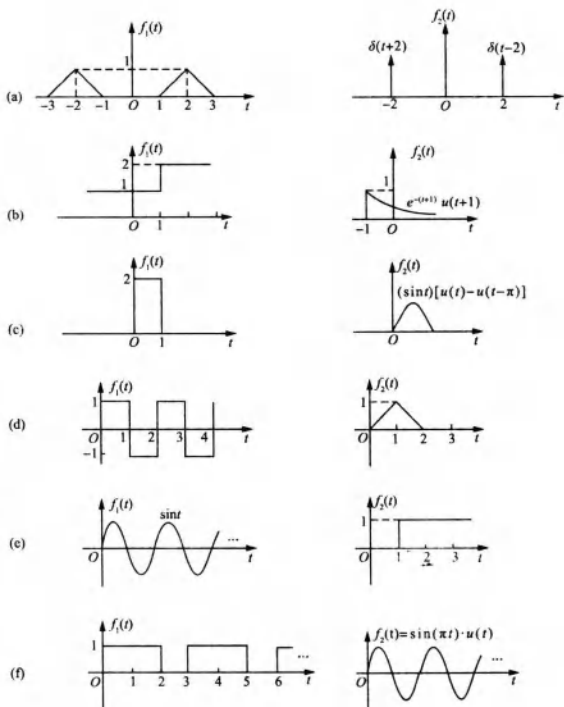 f₁(t)
f₂(t)
δ(t+2)
δ(t−2)
1
(a)
−3 −2 −1 O 1 2 3 t
−2 O 2 t
f₁(t)
2
1
(b)
O 1 t
f₂(t)
1
e^{−(t+1)} u(t+1)
−1 O t
f₁(t)
2
(c)
O 1 t
f₂(t)
(sint)[u(t)−u(t−π)]
O t
f₁(t)
1
(d)
O 1 2 3 4 t
−1
f₂(t)
1
O 1 2 3 t
f₁(t)
sint
(e)
O ... t
f₂(t)
1
O 1 2 3 t
f₁(t)
1
(f)
...
O 1 2 3 4 5 6 t
f₂(t)=sin(πt)·u(t)
...
O t